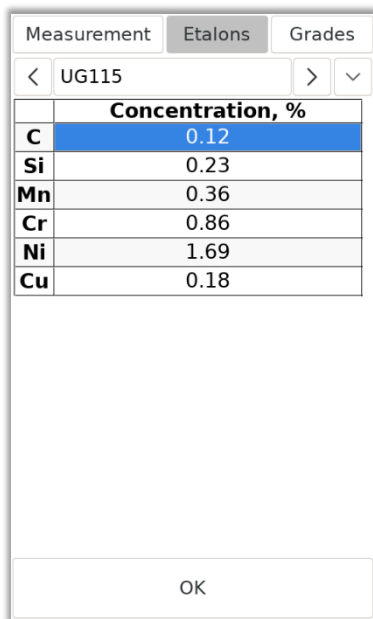 Measurement Etalons Grades
UG115
Concentration, %
C 0.12
Si 0.23
Mn 0.36
Cr 0.86
Ni 1.69
Cu 0.18
OK